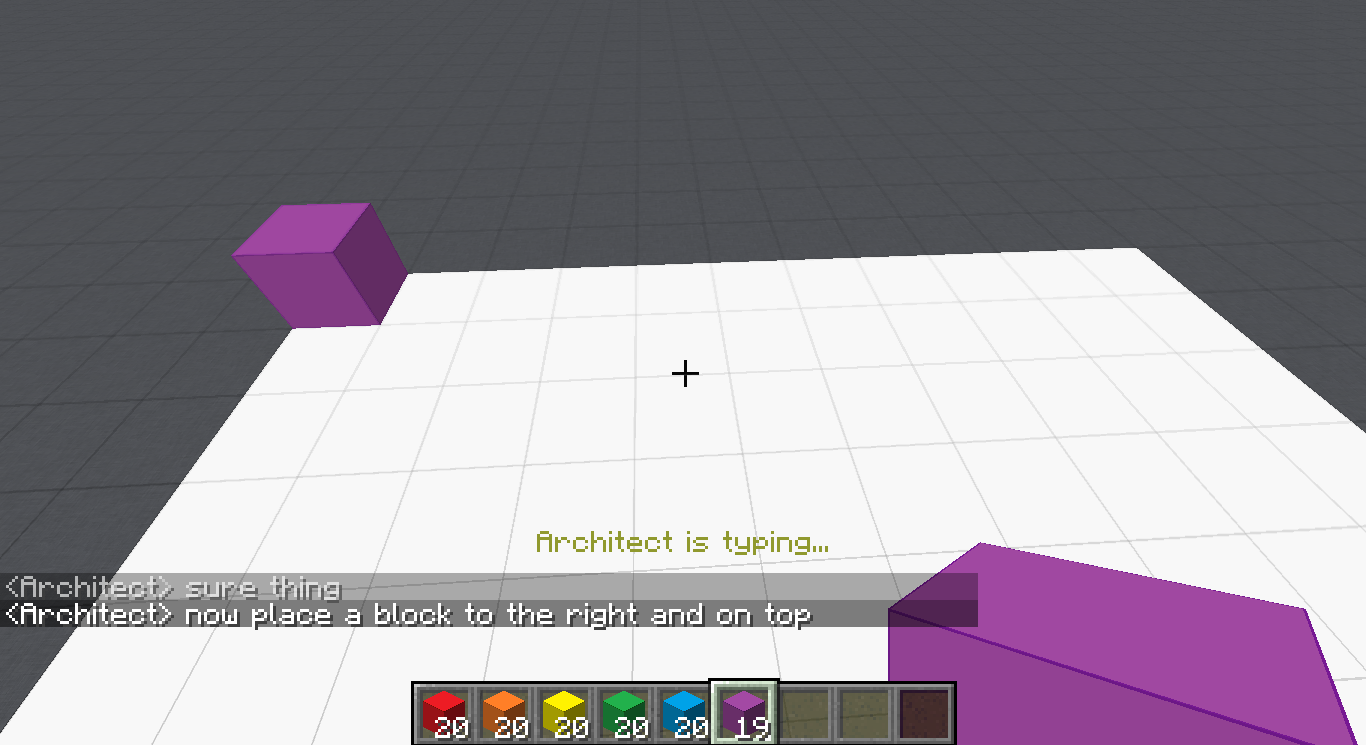 Architect is typing...
<Architect> sure thing
<Architect> now place a block to the right and on top
20 20 20 20 20 19